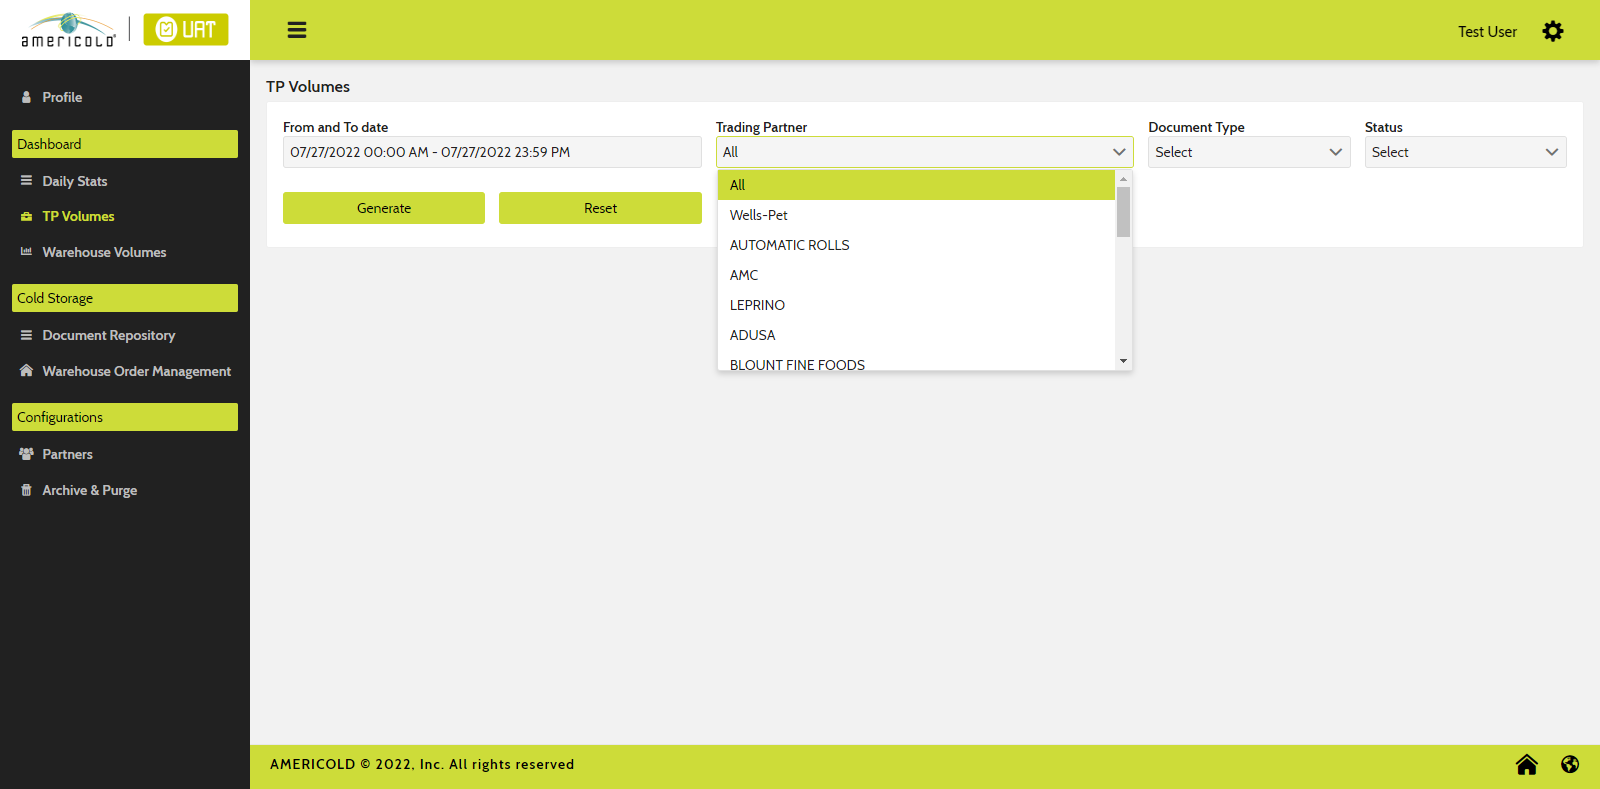 americold
UAT
Test User
Profile
Dashboard
Daily Stats
TP Volumes
Warehouse Volumes
Cold Storage
Document Repository
Warehouse Order Management
Configurations
Partners
Archive & Purge
TP Volumes
From and To date
07/27/2022 00:00 AM - 07/27/2022 23:59 PM
Trading Partner
All
Document Type
Select
Status
Select
Generate
Reset
All
Wells-Pet
AUTOMATIC ROLLS
AMC
LEPRINO
ADUSA
BLOUNT FINE FOODS
AMERICOLD © 2022, Inc. All rights reserved